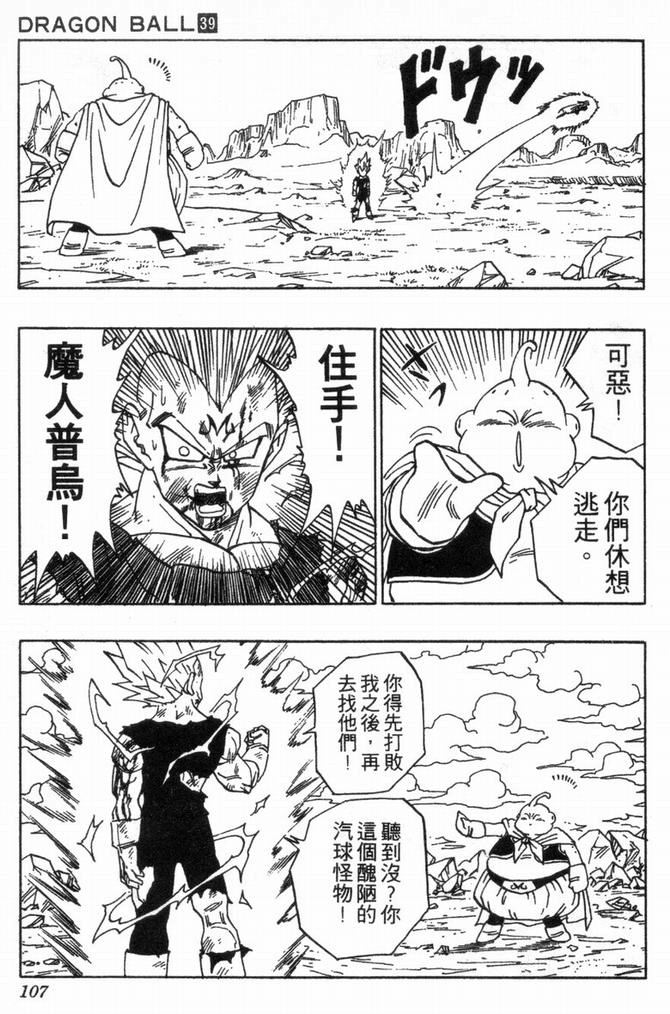 DRAGON BALL 39
ドウッ
可惡！
你們休想
逃走。
住手！
魔人普烏！
你得先打敗
我之後，再
去找他們！
聽到沒？你
這個醜陋的
汽球怪物！
107